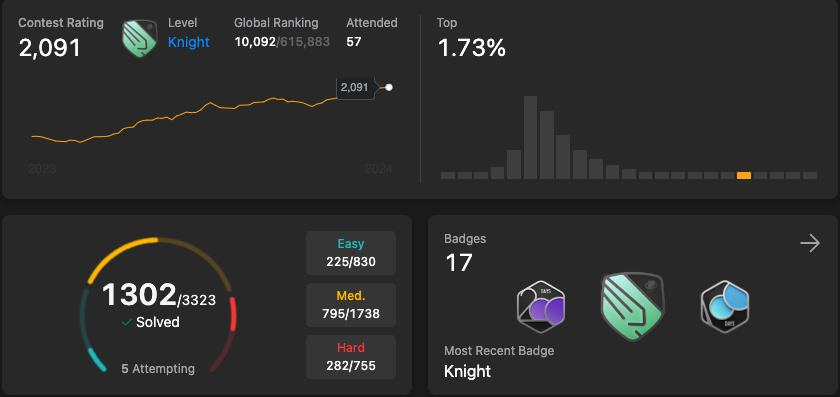 Contest Rating
2,091
Level
Knight
Global Ranking
10,092/615,883
Attended
57
2,091
2023
2024
Top
1.73%
1302/3323
Solved
5 Attempting
Easy
225/830
Med.
795/1738
Hard
282/755
Badges
17
DAYS
DAYS
Most Recent Badge
Knight